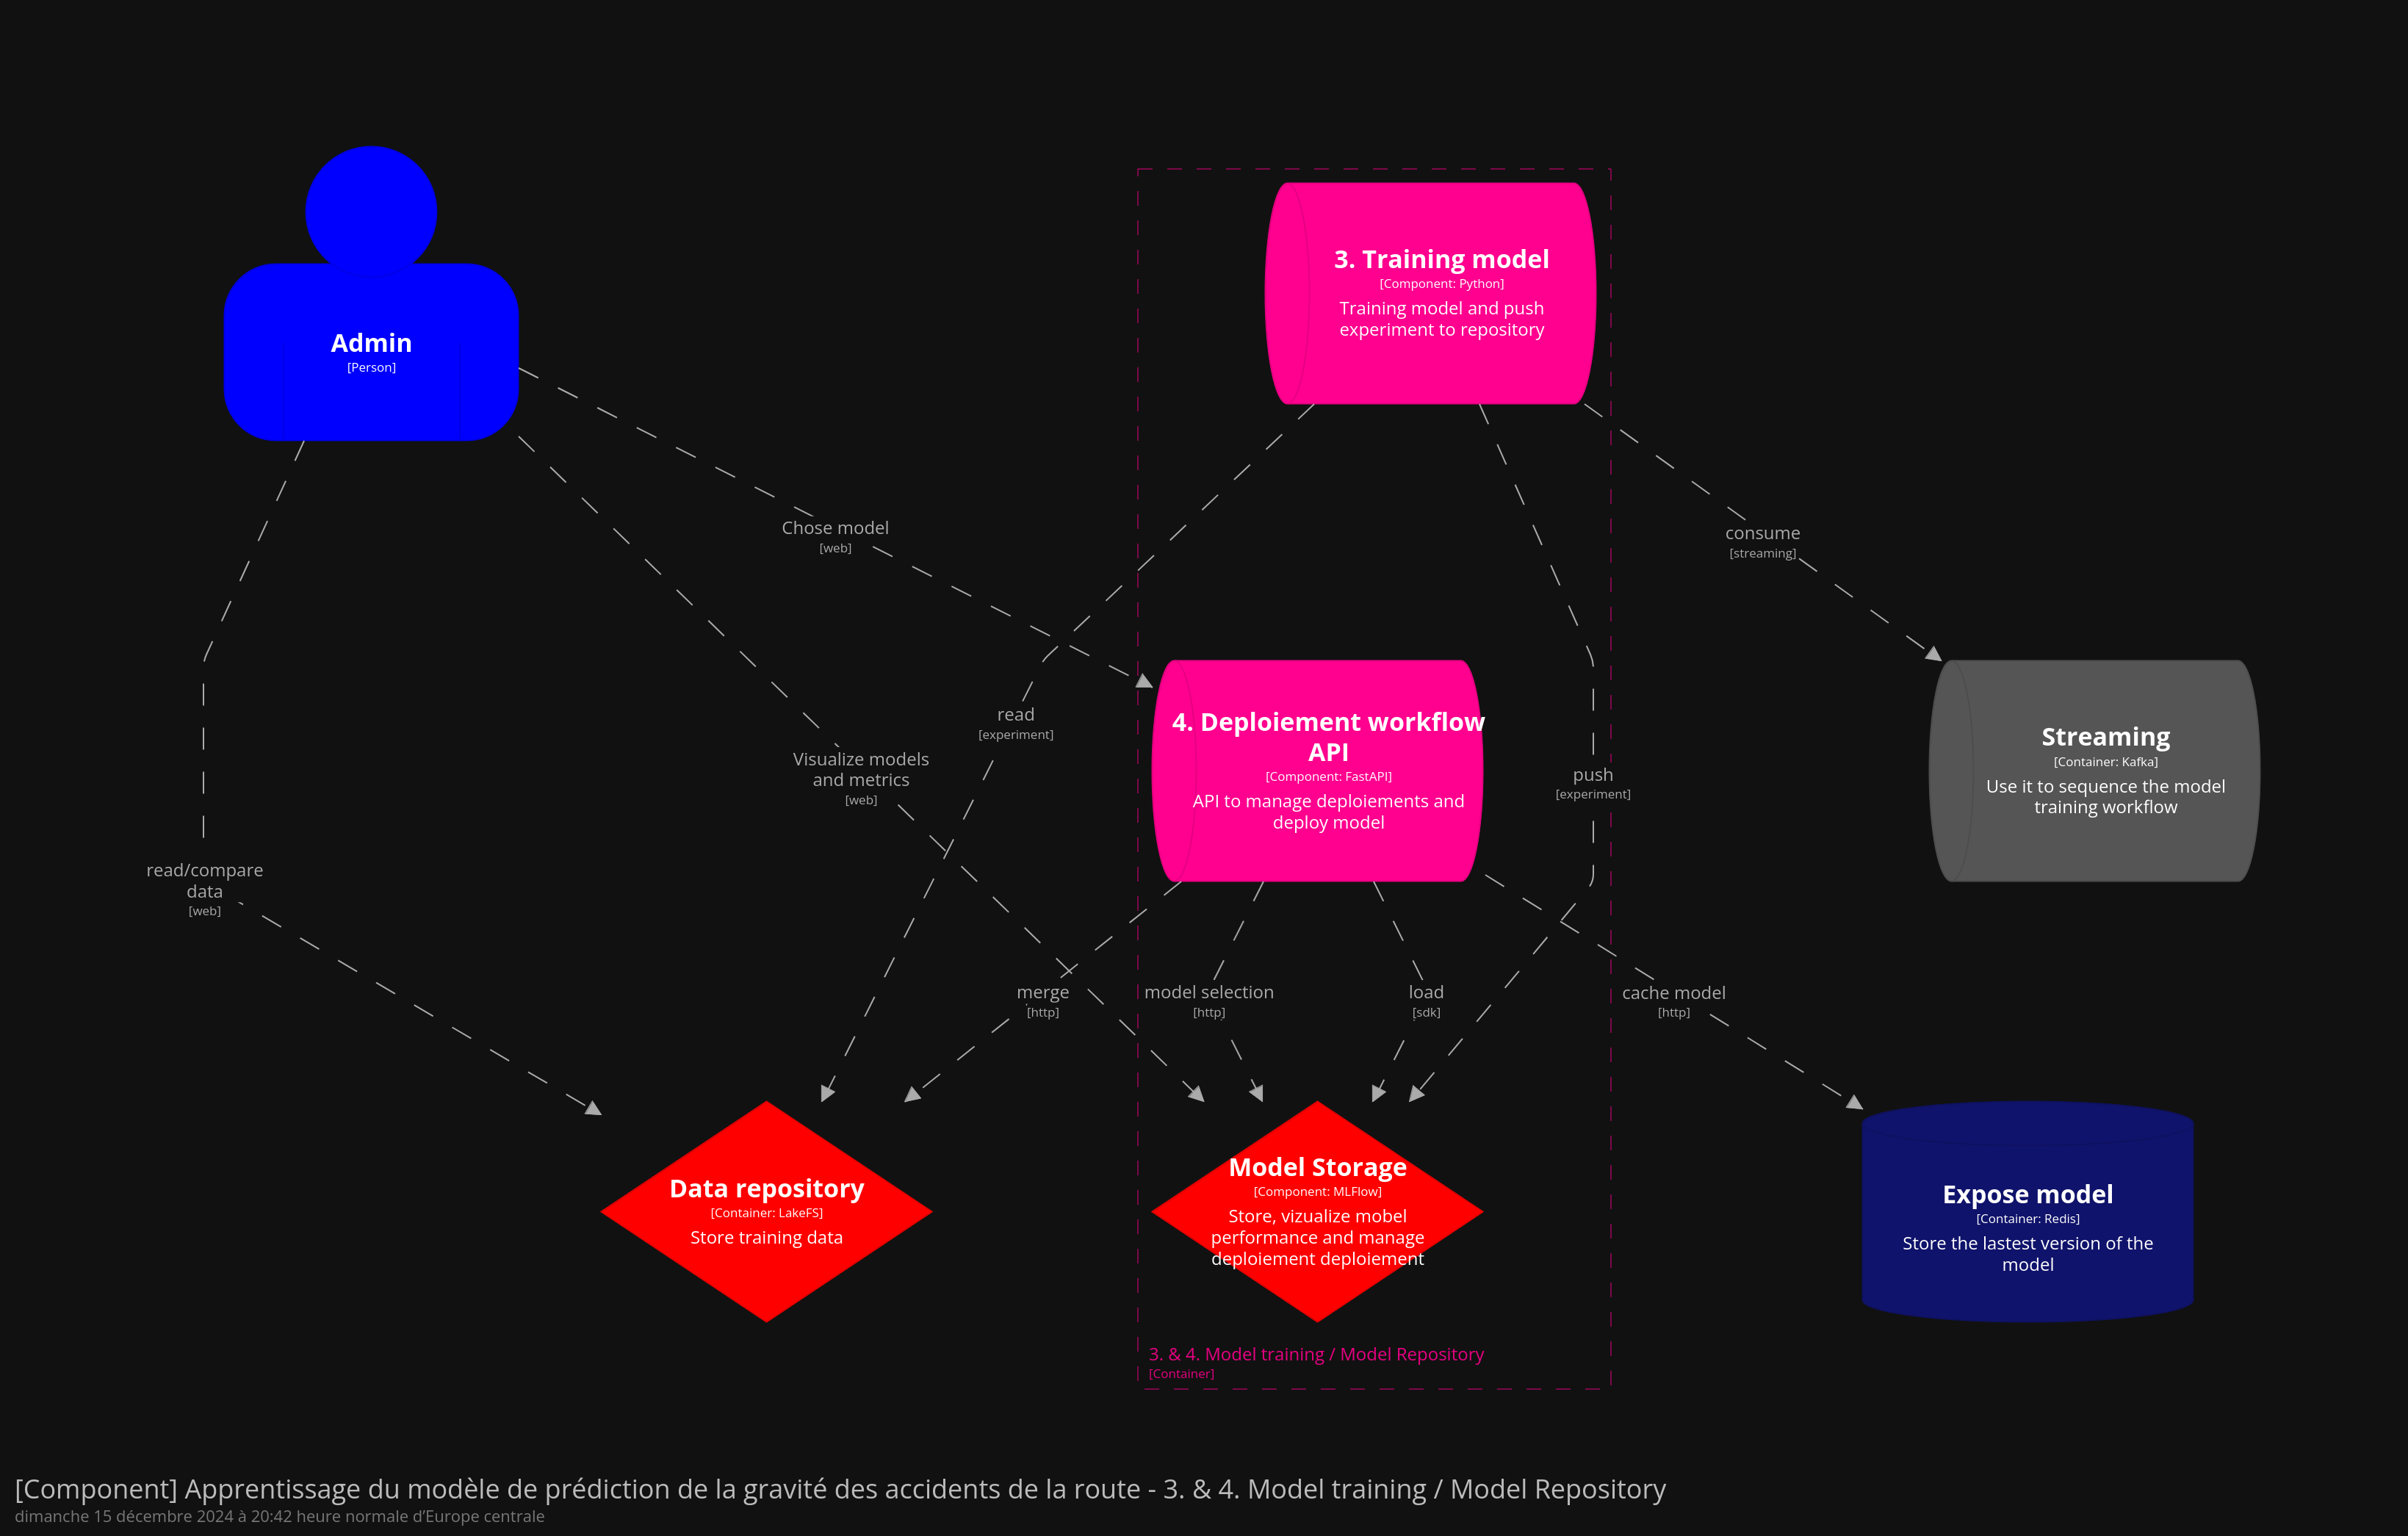 3. Training model
[Component: Python]
Training model and push
experiment to repository
Admin
[Person]
Chose model
[web]
consume
[streaming]
read
[experiment]
4. Deploiement workflow
API
[Component: FastAPI]
API to manage deploiements and
deploy model
push
[experiment]
Streaming
[Container: Kafka]
Use it to sequence the model
training workflow
Visualize models
and metrics
[web]
read/compare
data
[web]
merge
[http]
model selection
[http]
load
[sdk]
cache model
[http]
Data repository
[Container: LakeFS]
Store training data
Model Storage
[Component: MLFlow]
Store, vizualize mobel
performance and manage
deploiement deploiement
Expose model
[Container: Redis]
Store the lastest version of the
model
3. & 4. Model training / Model Repository
[Container]
[Component] Apprentissage du modèle de prédiction de la gravité des accidents de la route - 3. & 4. Model training / Model Repository
dimanche 15 décembre 2024 à 20:42 heure normale d’Europe centrale